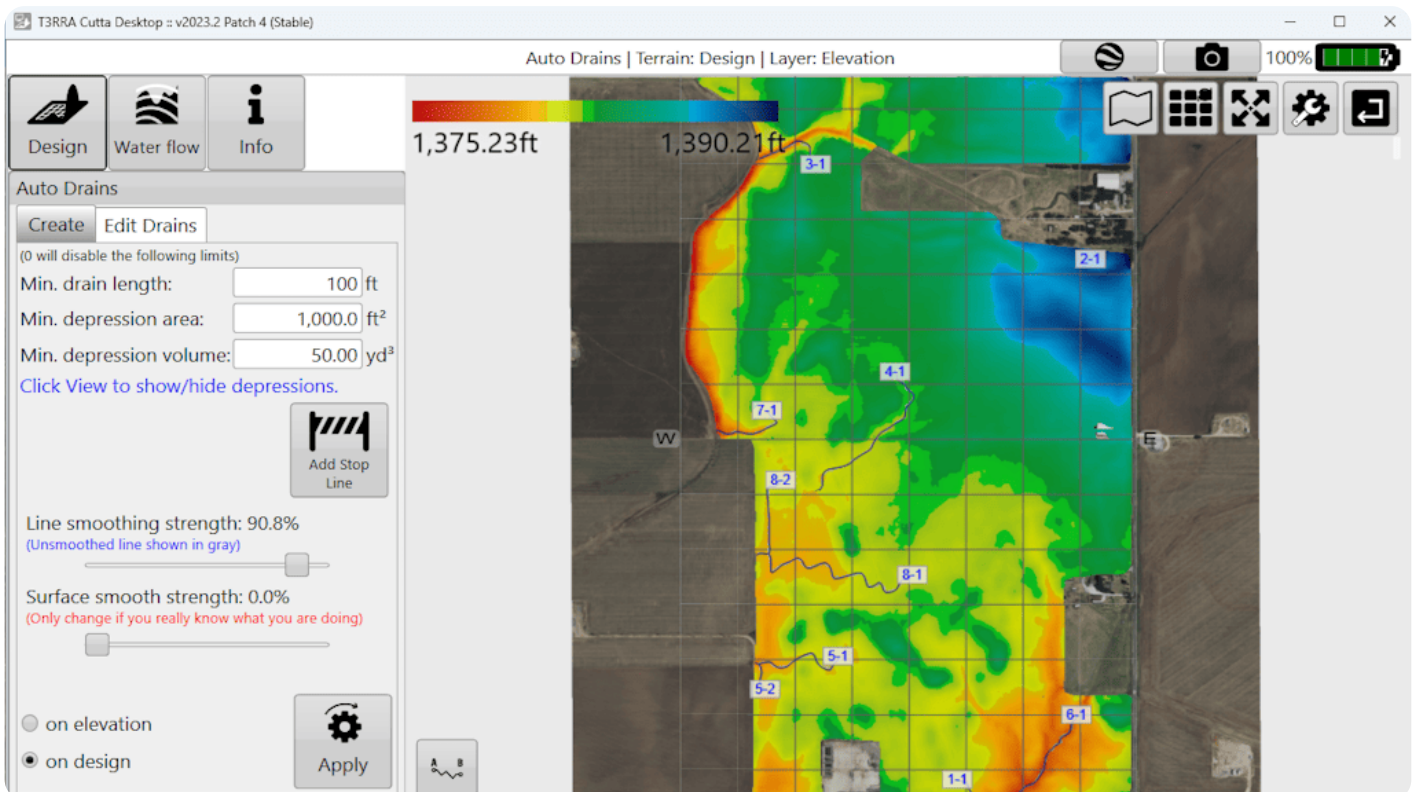 T3RRA Cutta Desktop :: v2023.2 Patch 4 (Stable)
Auto Drains | Terrain: Design | Layer: Elevation
100%
Design
Water flow
Info
1,375.23ft
1,390.21ft
Auto Drains
Create
Edit Drains
(0 will disable the following limits)
Min. drain length: 100 ft
Min. depression area: 1,000.0 ft²
Min. depression volume: 50.00 yd³
Click View to show/hide depressions.
Add Stop
Line
Line smoothing strength: 90.8%
(Unsmoothed line shown in gray)
Surface smooth strength: 0.0%
(Only change if you really know what you are doing)
on elevation
on design
Apply
A B
3-1
2-1
4-1
7-1
W
E
8-2
8-1
5-1
5-2
6-1
1-1